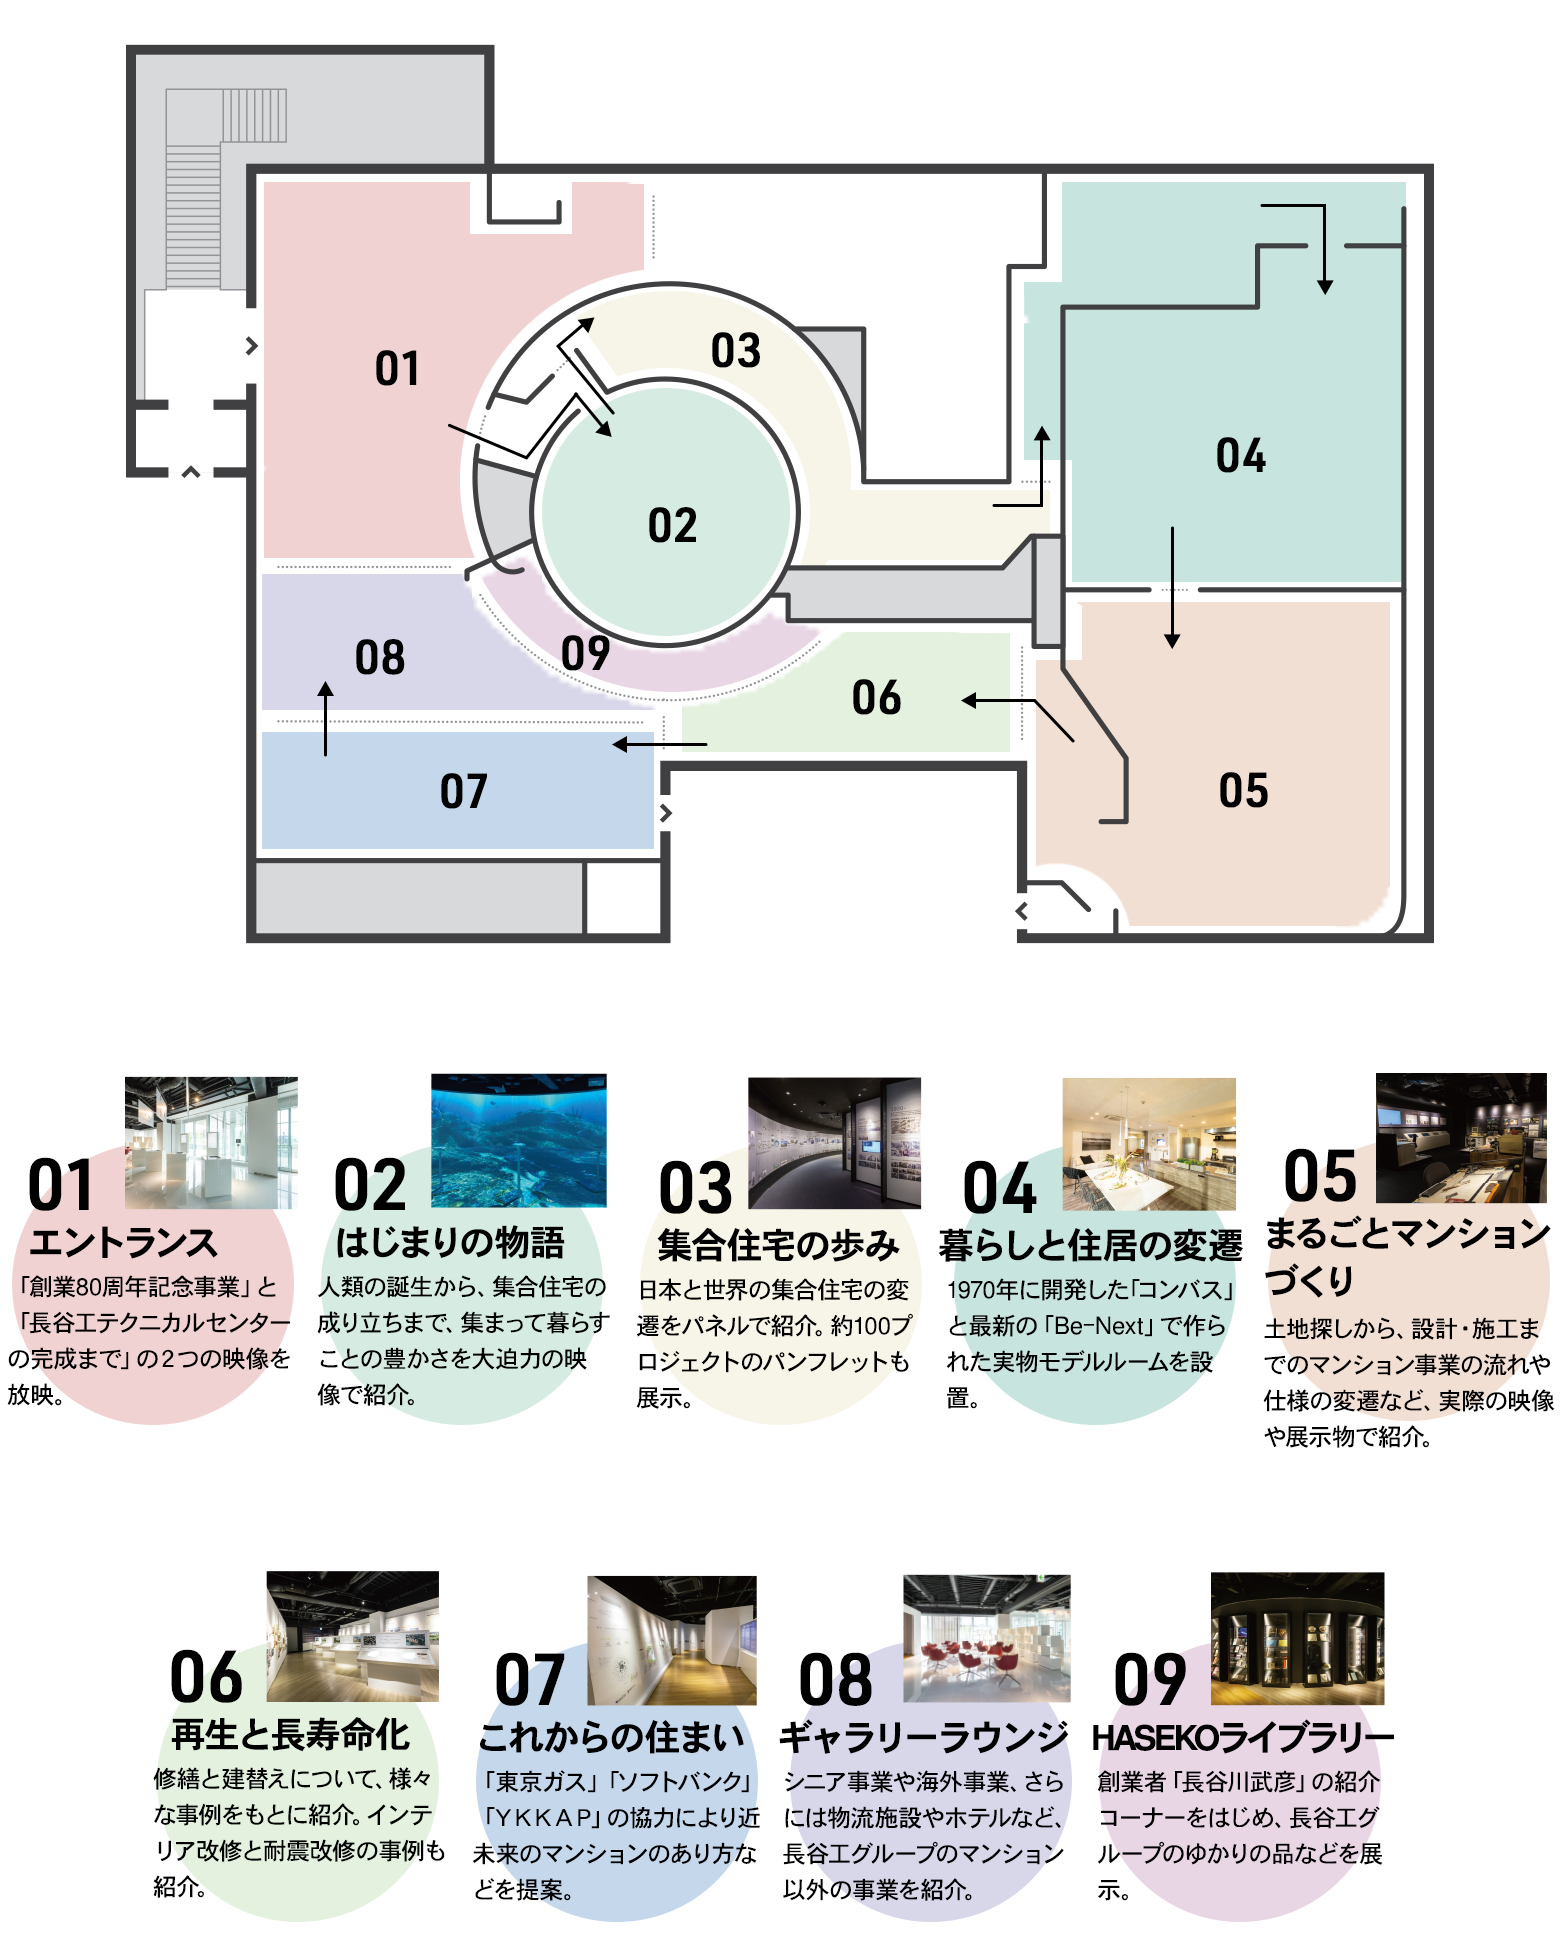 01
02
03
04
05
06
07
08
09
01
エントランス
「創業80周年記念事業」と
「長谷工テクニカルセンター
の完成まで」の２つの映像を
放映。
02
はじまりの物語
人類の誕生から、集合住宅の
成り立ちまで、集まって暮らす
ことの豊かさを大迫力の映
像で紹介。
03
集合住宅の歩み
日本と世界の集合住宅の変
遷をパネルで紹介。約100プ
ロジェクトのパンフレットも
展示。
04
暮らしと住居の変遷
1970年に開発した「コンバス」
と最新の「Be-Next」で作ら
れた実物モデルルームを設
置。
05
まるごとマンション
づくり
土地探しから、設計・施工ま
でのマンション事業の流れや
仕様の変遷など、実際の映像
や展示物で紹介。
06
再生と長寿命化
修繕と建替えについて、様々
な事例をもとに紹介。インテ
リア改修と耐震改修の事例も
紹介。
07
これからの住まい
「東京ガス」「ソフトバンク」
「ＹＫＫＡＰ」の協力により近
未来のマンションのあり方な
どを提案。
08
ギャラリーラウンジ
シニア事業や海外事業、さら
には物流施設やホテルなど、
長谷工グループのマンション
以外の事業を紹介。
09
HASEKOライブラリー
創業者「長谷川武彦」の紹介
コーナーをはじめ、長谷工グ
ループのゆかりの品などを展
示。